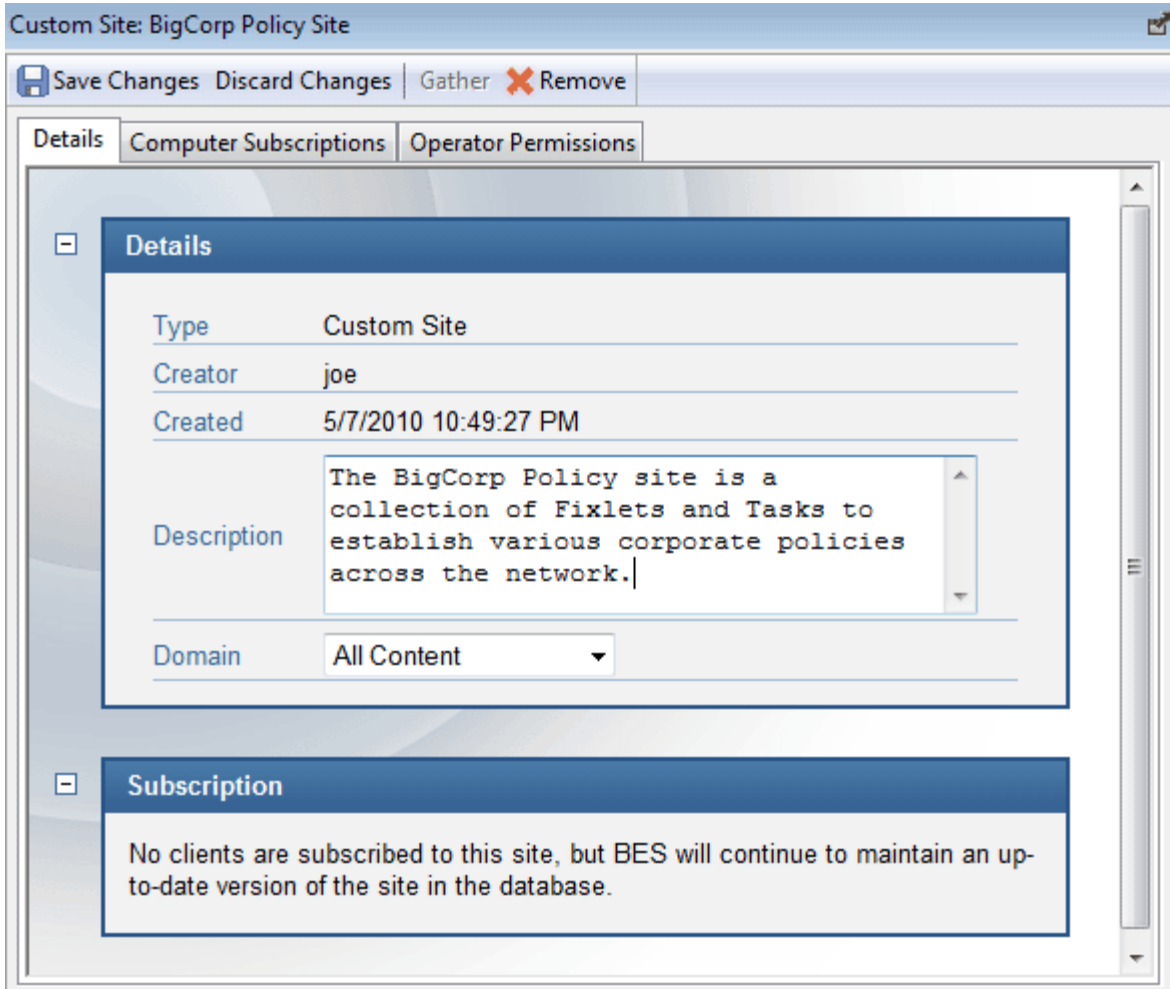 Custom Site: BigCorp Policy Site
Save Changes Discard Changes Gather Remove
Details Computer Subscriptions Operator Permissions
Details
Type Custom Site
Creator joe
Created 5/7/2010 10:49:27 PM
Description
The BigCorp Policy site is a
collection of Fixlets and Tasks to
establish various corporate policies
across the network.
Domain All Content
Subscription
No clients are subscribed to this site, but BES will continue to maintain an up-
to-date version of the site in the database.